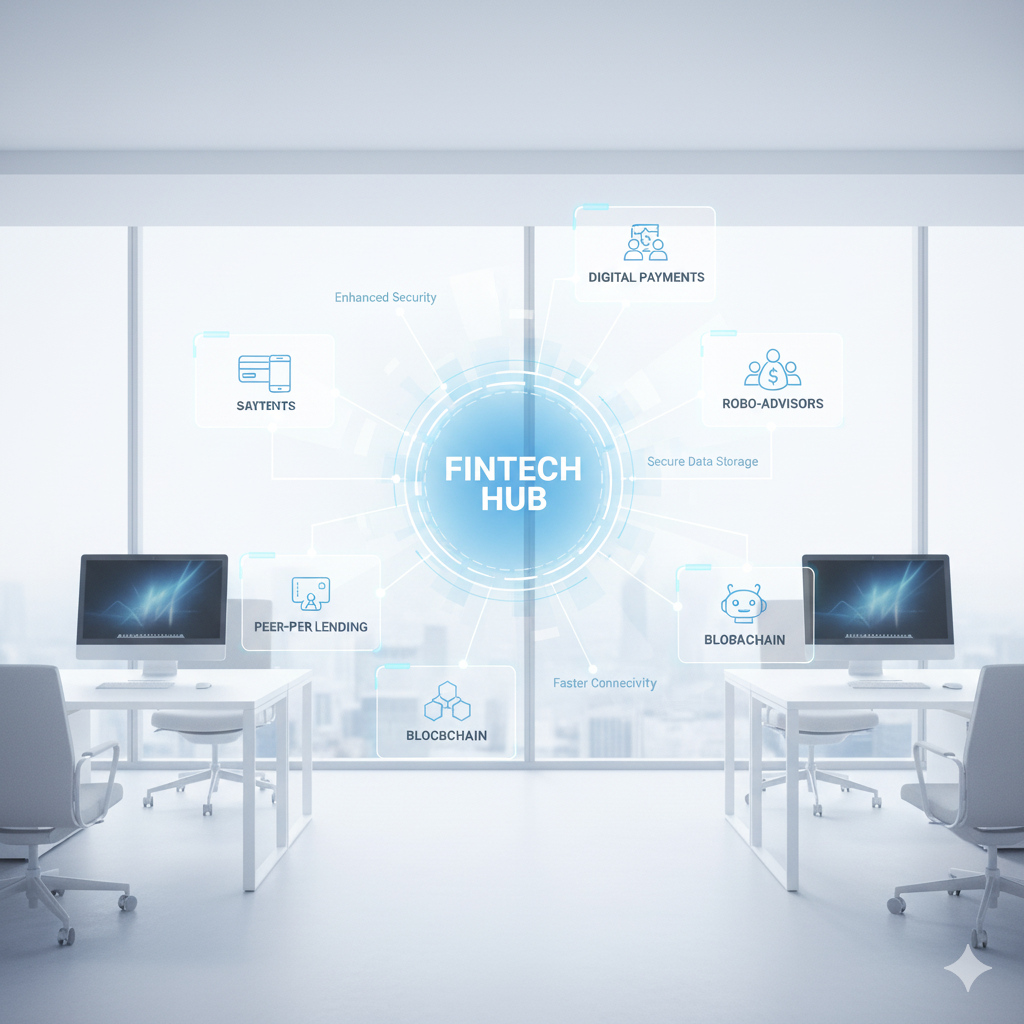 DIGITAL PAYMENTS
Enhanced Security
SAYTENTS
ROBO-ADVISORS
FINTECH
HUB
Secure Data Storage
PEER-PER LENDING
BLOBACHAIN
Faster Connecivity
BLOCBCHAIN